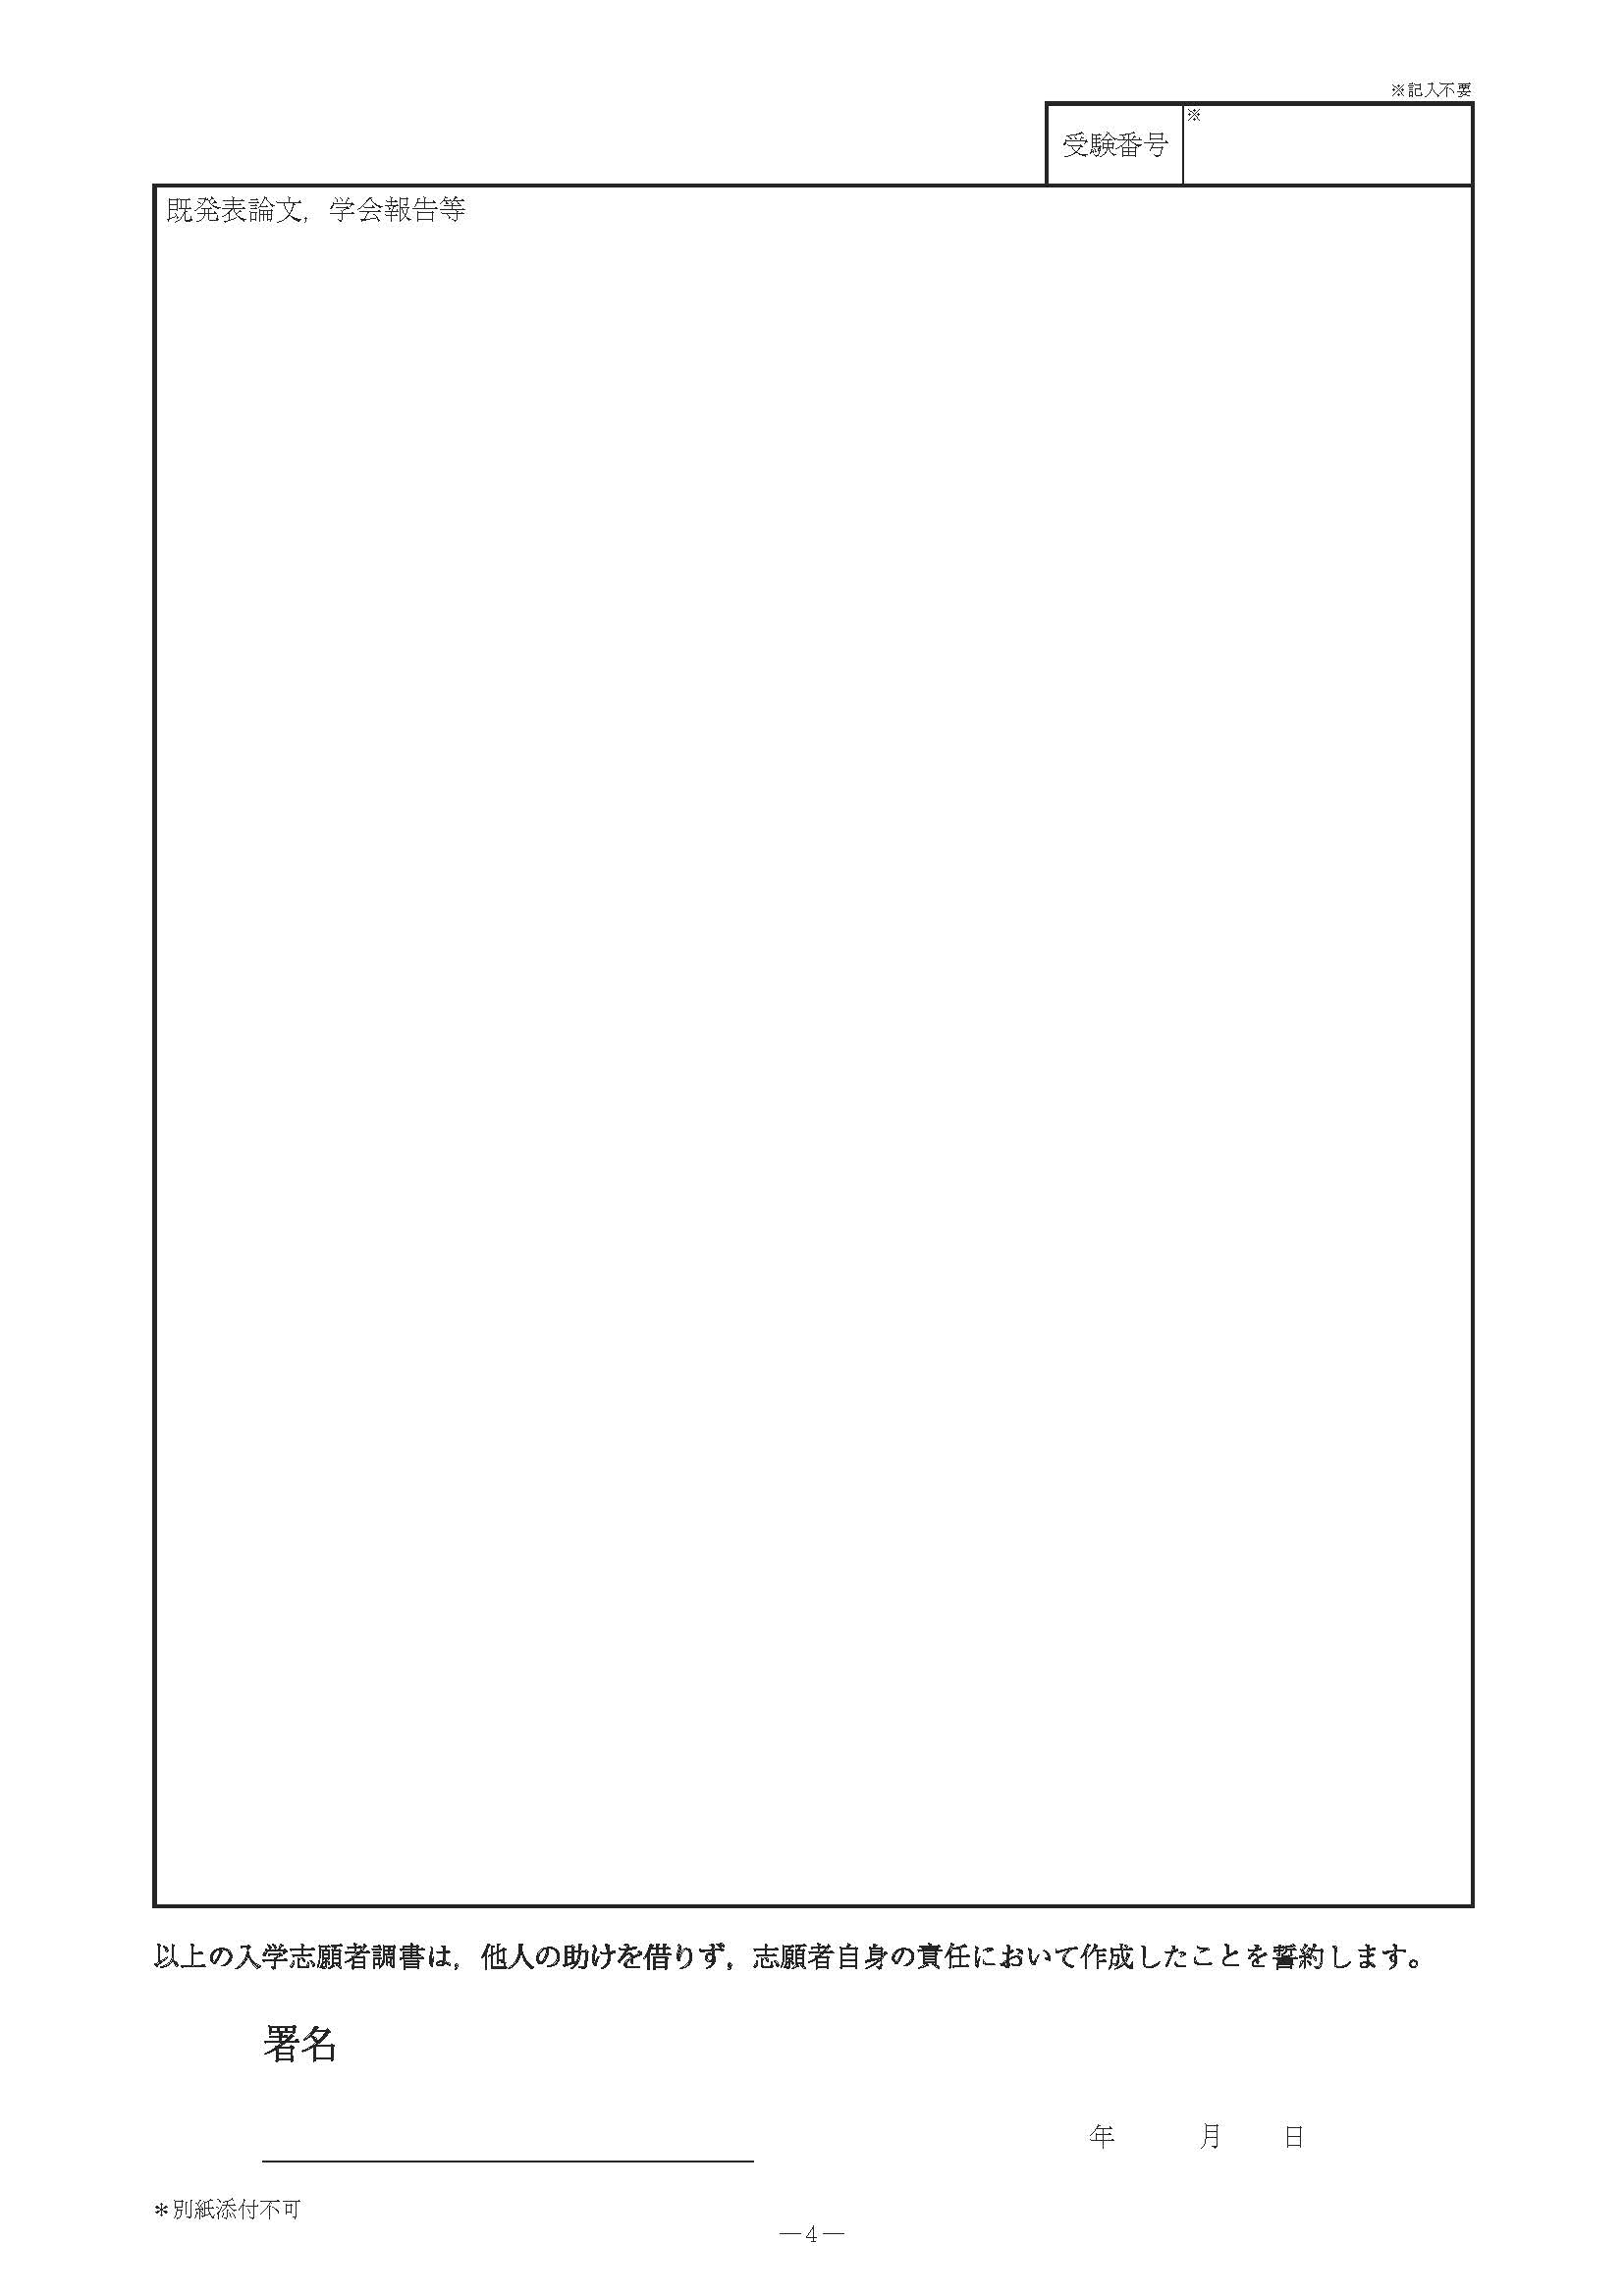 ※記入不要
受験番号
※
既発表論文，学会報告等
以上の入学志願者調書は，他人の助けを借りず，志願者自身の責任において作成したことを誓約します。
署名
年 月 日
＊別紙添付不可
―4―